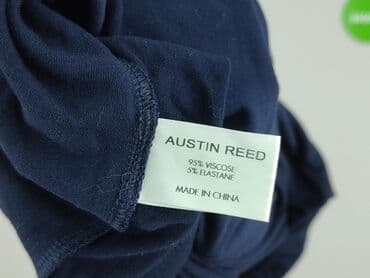 AUSTIN REED
95% VISCOSE
5% ELASTANE
MADE IN CHINA